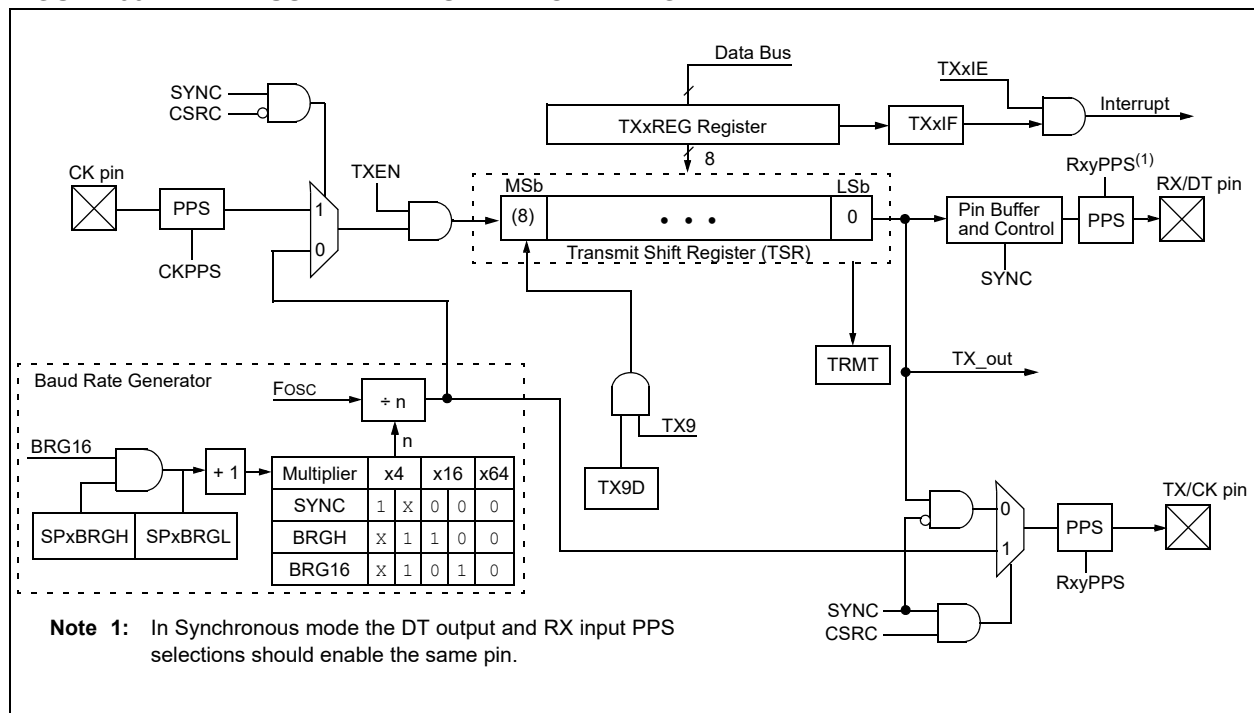 Data Bus
TXxIE
SYNC
CSRC
Interrupt
TXxREG Register
TXxIF
8
CK pin
TXEN
MSb
LSb
RxyPPS(1)
RX/DT pin
PPS
1
(8)
• • •
0
Pin Buffer
and Control
PPS
0
Transmit Shift Register (TSR)
CKPPS
SYNC
TRMT
TX_out
Baud Rate Generator
FOSC
÷ n
n
TX9
BRG16
+ 1
TX9D
Multiplier x4 x16 x64
SYNC 1 X 0 0 0
BRGH X 1 1 0 0
BRG16 X 1 0 1 0
SPxBRGH SPxBRGL
TX/CK pin
0
PPS
1
RxyPPS
SYNC
CSRC
Note 1: In Synchronous mode the DT output and RX input PPS
selections should enable the same pin.